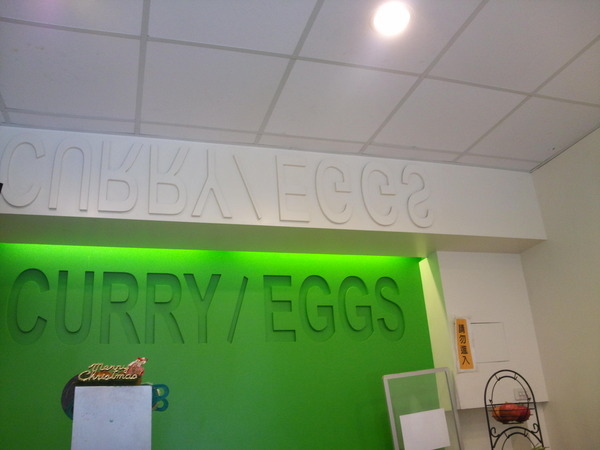 CURRY/EGGS
CURRY/EGGS
請勿進入
Merry
Christmas
B